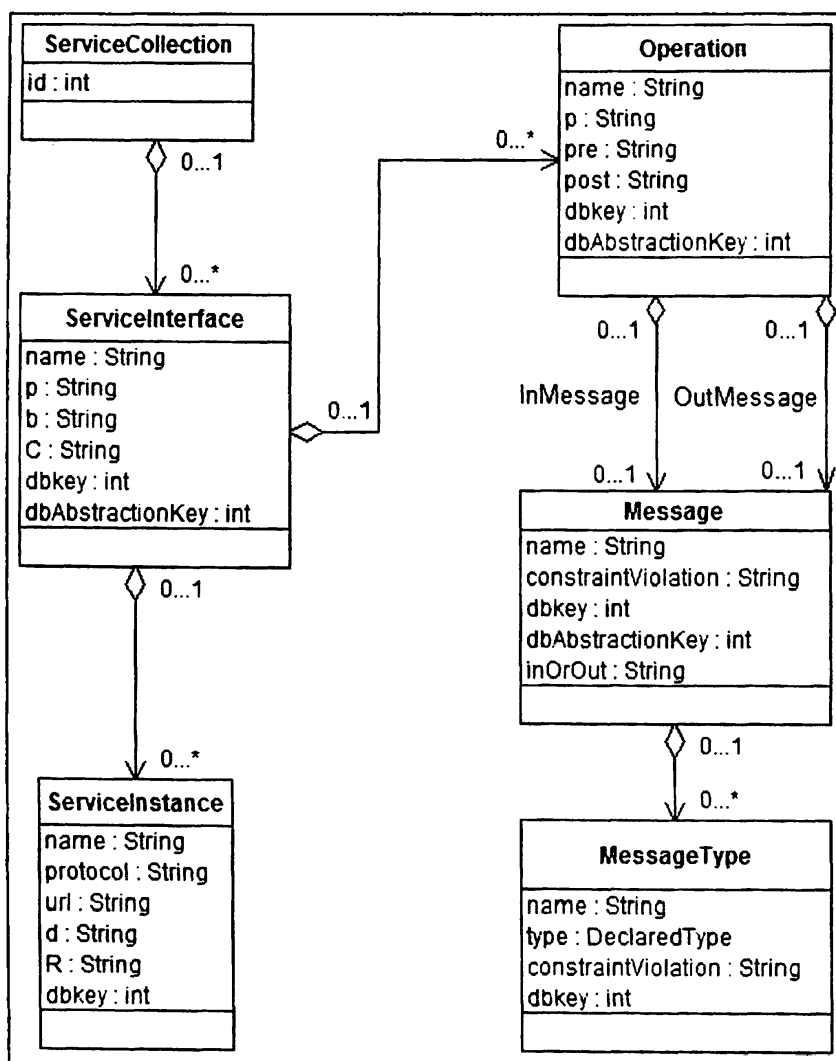 ServiceCollection
id : int
0...1
0...*
ServiceInterface
name : String
p : String
b : String
C : String
dbkey : int
dbAbstractionKey : int
0...1
0...*
0...1
0...*
ServiceInstance
name : String
protocol : String
url : String
d : String
R : String
dbkey : int
Operation
name : String
p : String
pre : String
post : String
dbkey : int
dbAbstractionKey : int
0...1
0...1
InMessage
OutMessage
0...1
0...1
Message
name : String
constraintViolation : String
dbkey : int
dbAbstractionKey : int
inOrOut : String
0...1
0...*
MessageType
name : String
type : DeclaredType
constraintViolation : String
dbkey : int